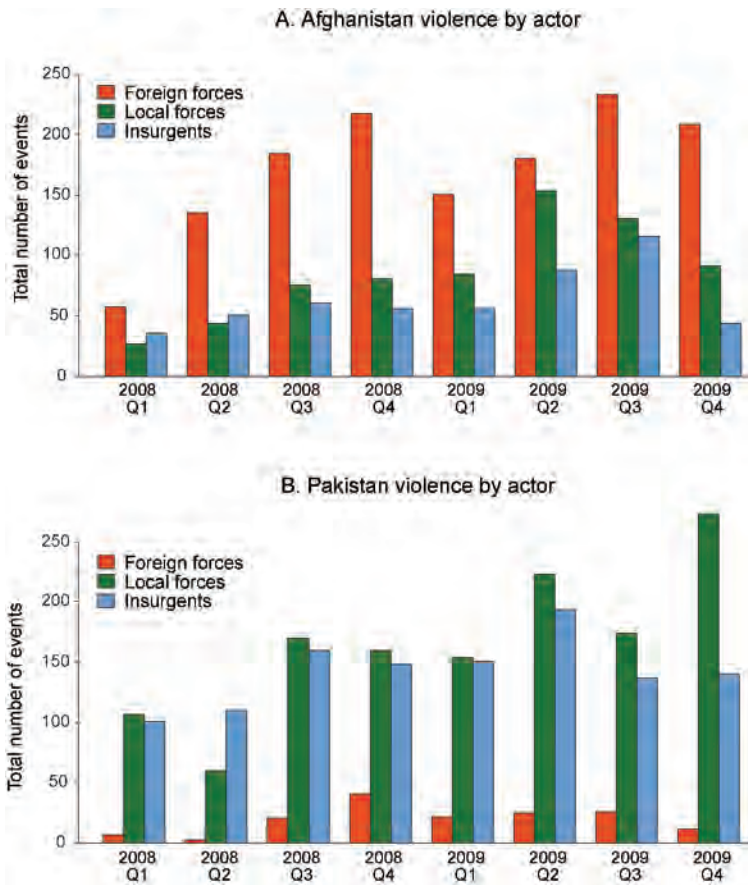 A. Afghanistan violence by actor
250
200
150
100
50
0
Total number of events
Foreign forces
Local forces
Insurgents
2008 2008 2008 2008 2009 2009 2009 2009
Q1 Q2 Q3 Q4 Q1 Q2 Q3 Q4
B. Pakistan violence by actor
250
200
150
100
50
0
Total number of events
Foreign forces
Local forces
Insurgents
2008 2008 2008 2008 2009 2009 2009 2009
Q1 Q2 Q3 Q4 Q1 Q2 Q3 Q4